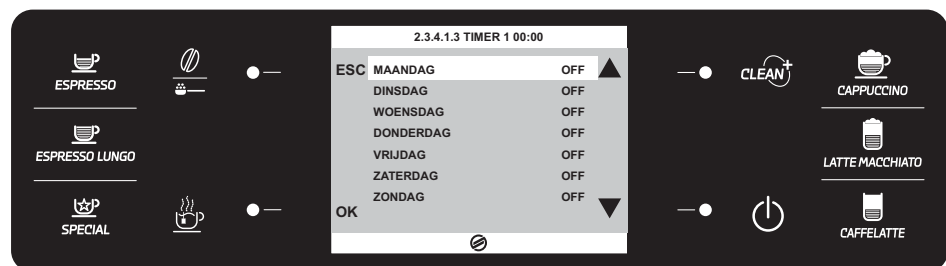 2.3.4.1.3 TIMER 1 00:00
ESPRESSO
ESPRESSO LUNGO
SPECIAL
ESC MAANDAG OFF
DINSDAG OFF
WOENSDAG OFF
DONDERDAG OFF
VRIJDAG OFF
ZATERDAG OFF
ZONDAG OFF
OK
CLEAN+
CAPPUCCINO
LATTE MACCHIATO
CAFFELATTE